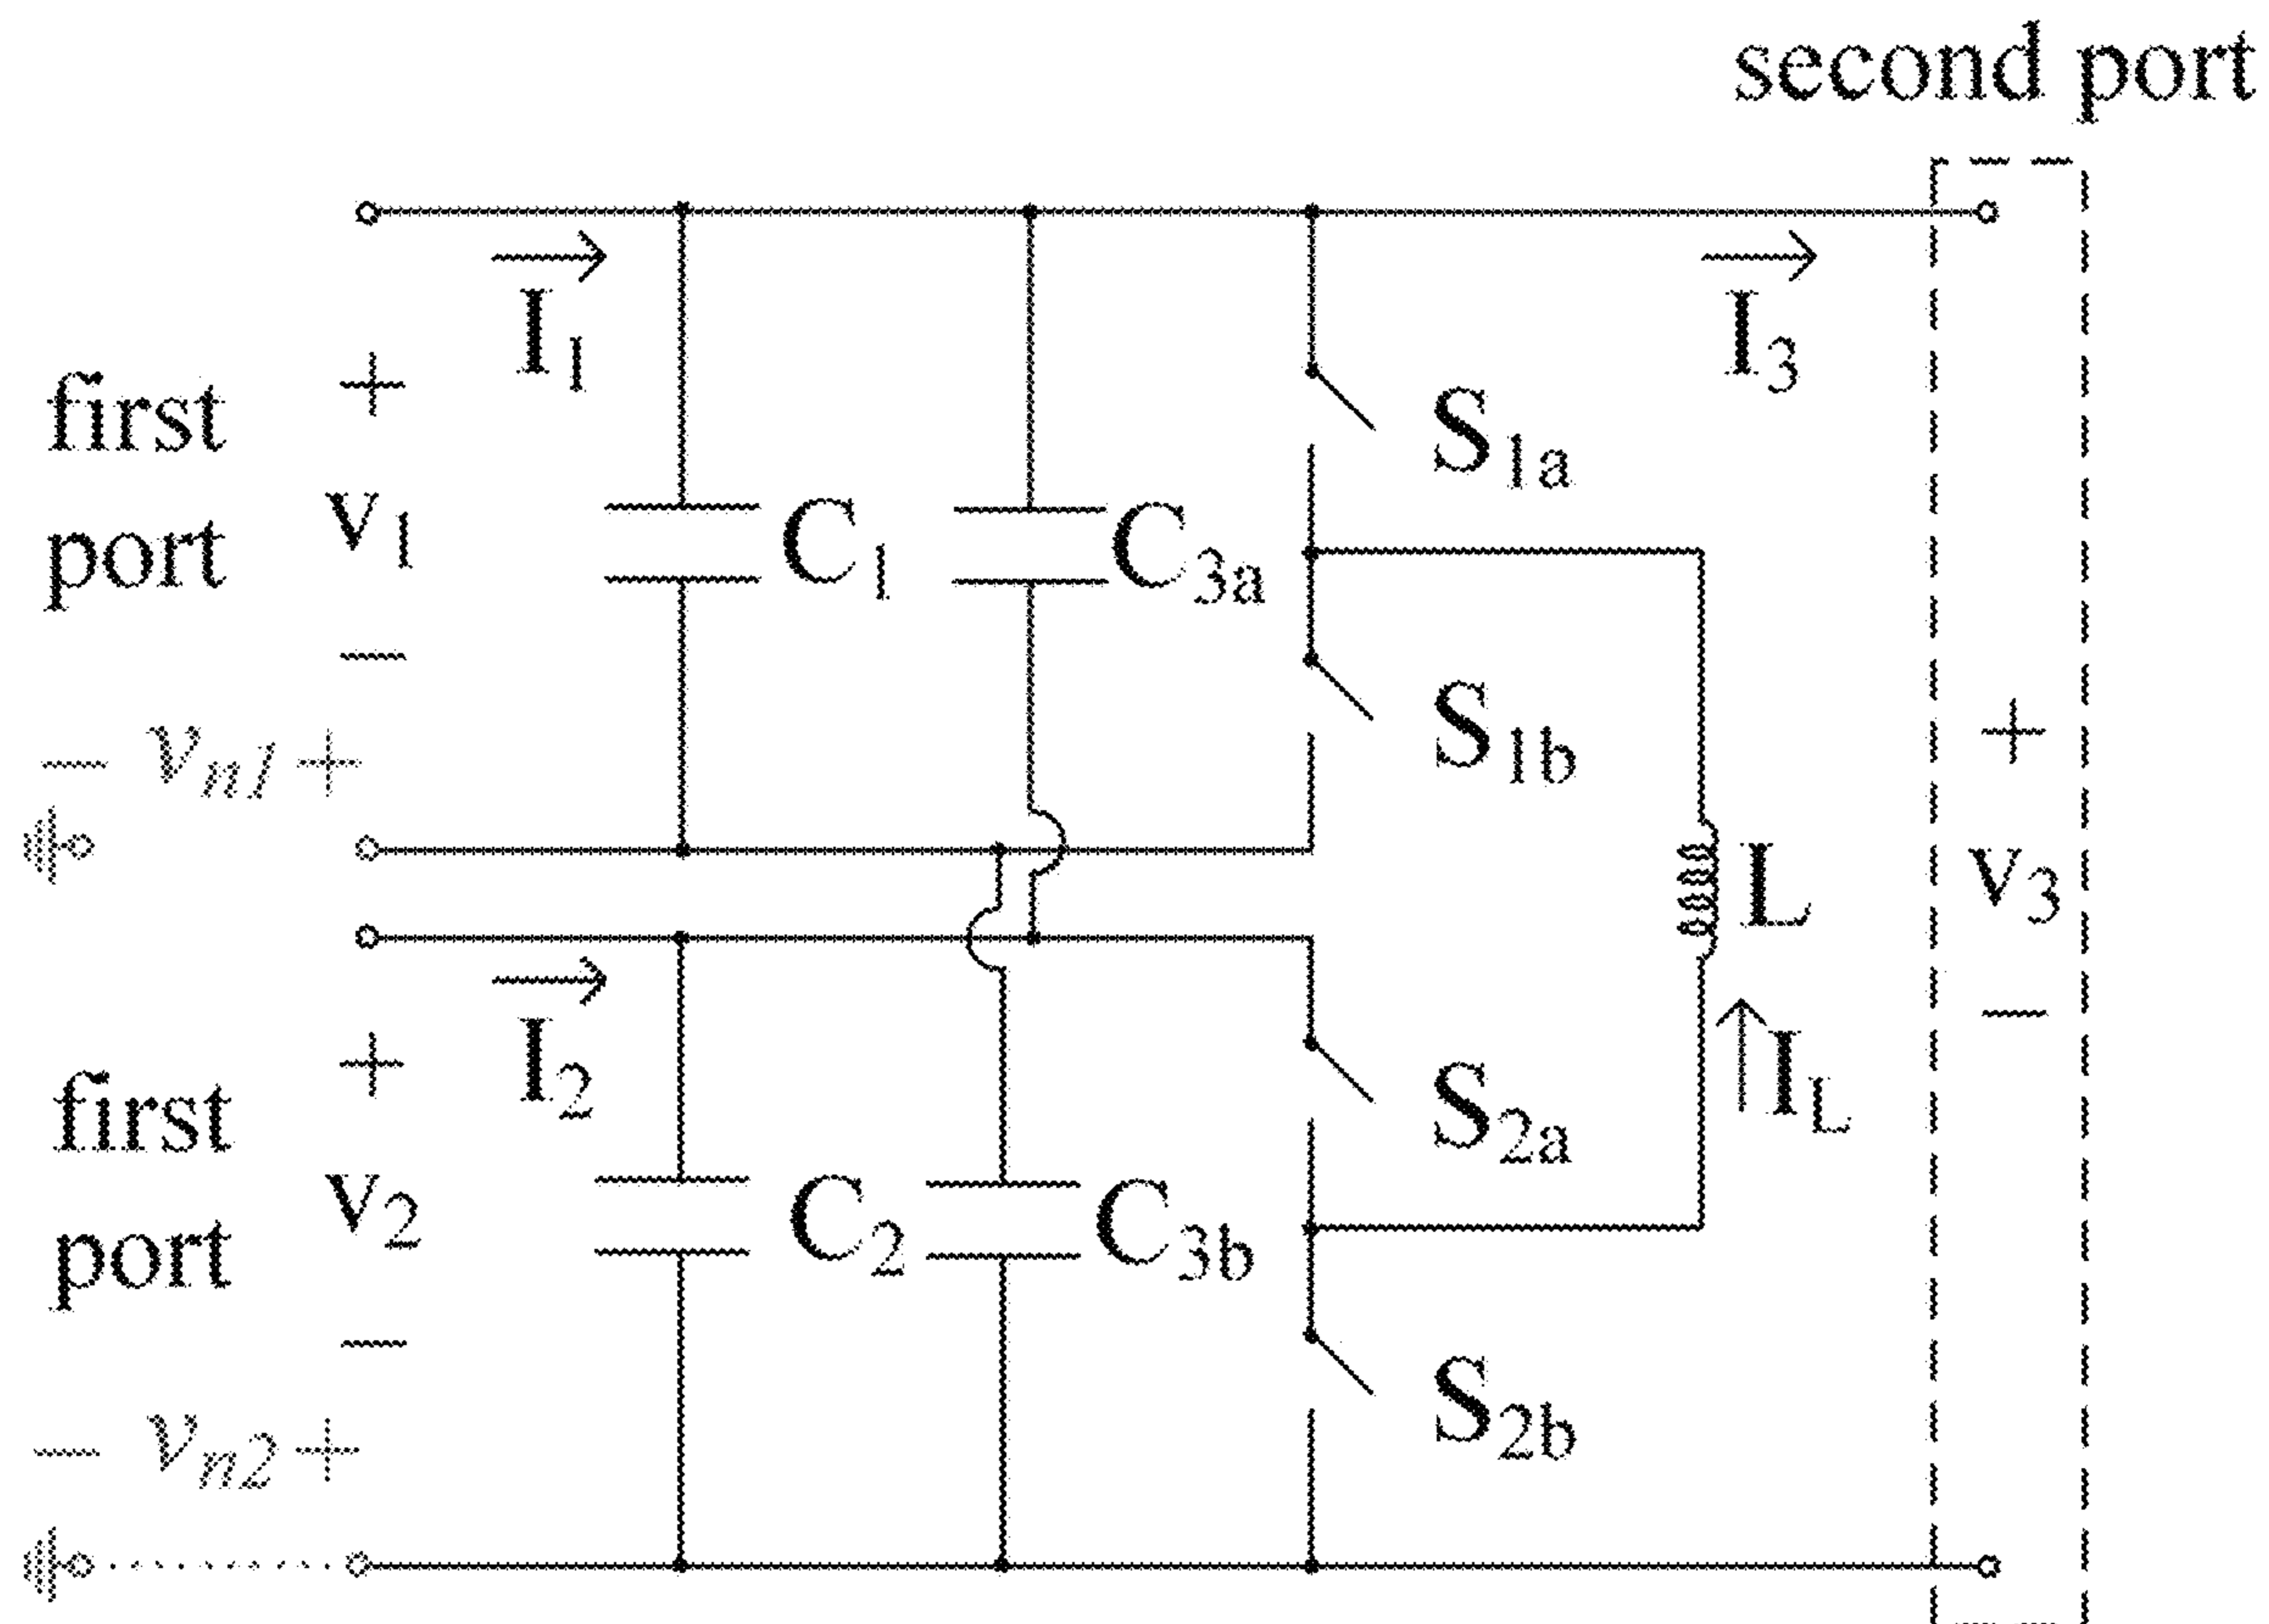 second port
I₁
I₃
first
port
+
v₁
−
C₁
C₃ₐ
S₁ₐ
S₁b
− vₙ₁ +
L
+
v₃
−
I₂
I_L
first
port
+
v₂
−
C₂
C₃b
S₂ₐ
S₂b
− vₙ₂ +